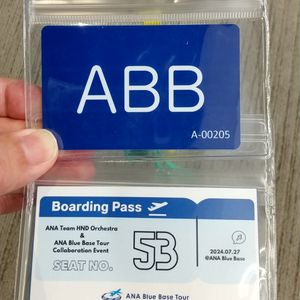 ABB
A-00205
Boarding Pass
ANA Team HND Orchestra
&
ANA Blue Base Tour
Collaboration Event
SEAT NO.
53
2024.07.27
@ANA Blue Base
ANA Blue Base Tour